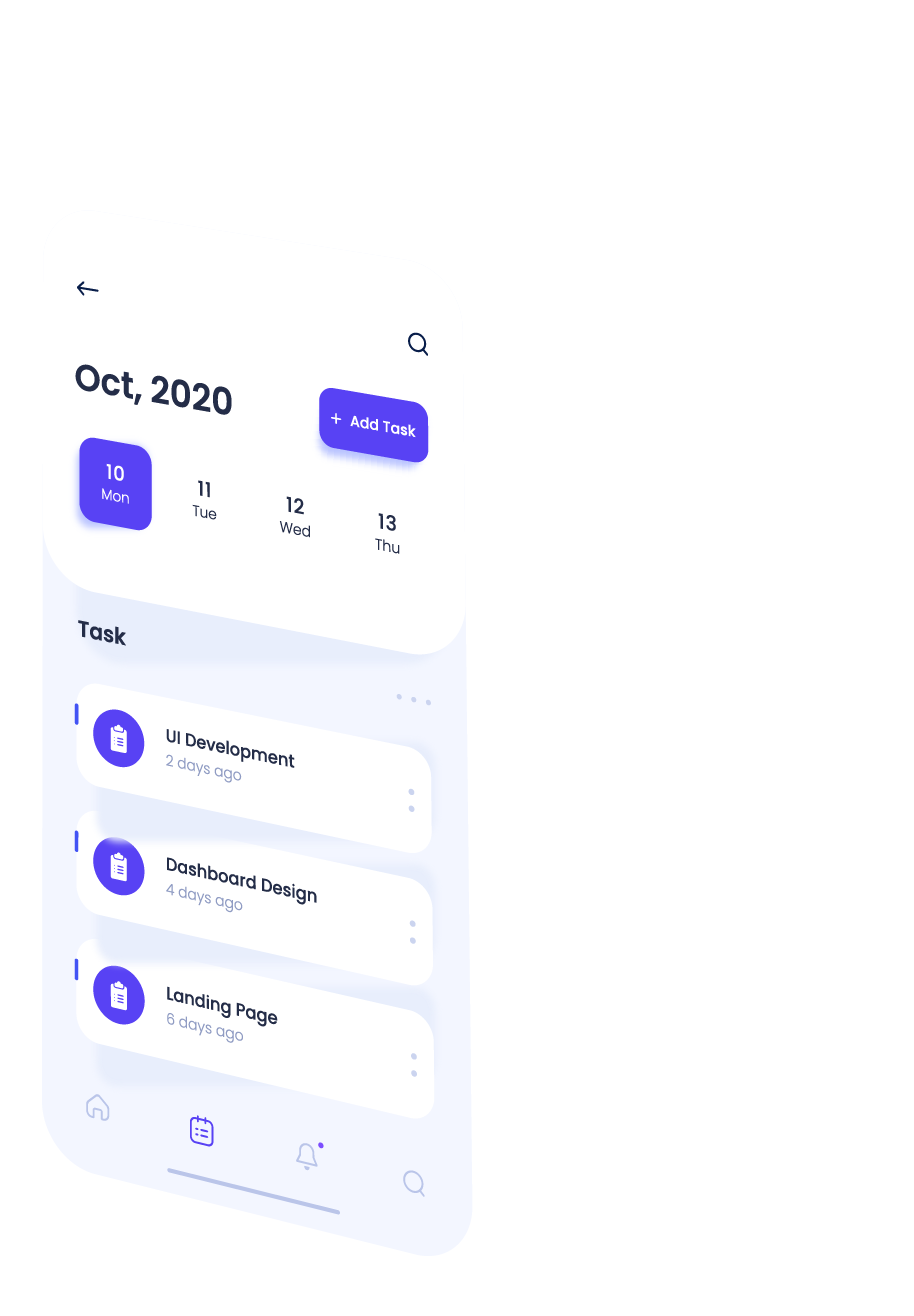 Oct, 2020
+ Add Task
10
Mon
11
Tue
12
Wed
13
Thu
Task
UI Development
2 days ago
Dashboard Design
4 days ago
Landing Page
6 days ago